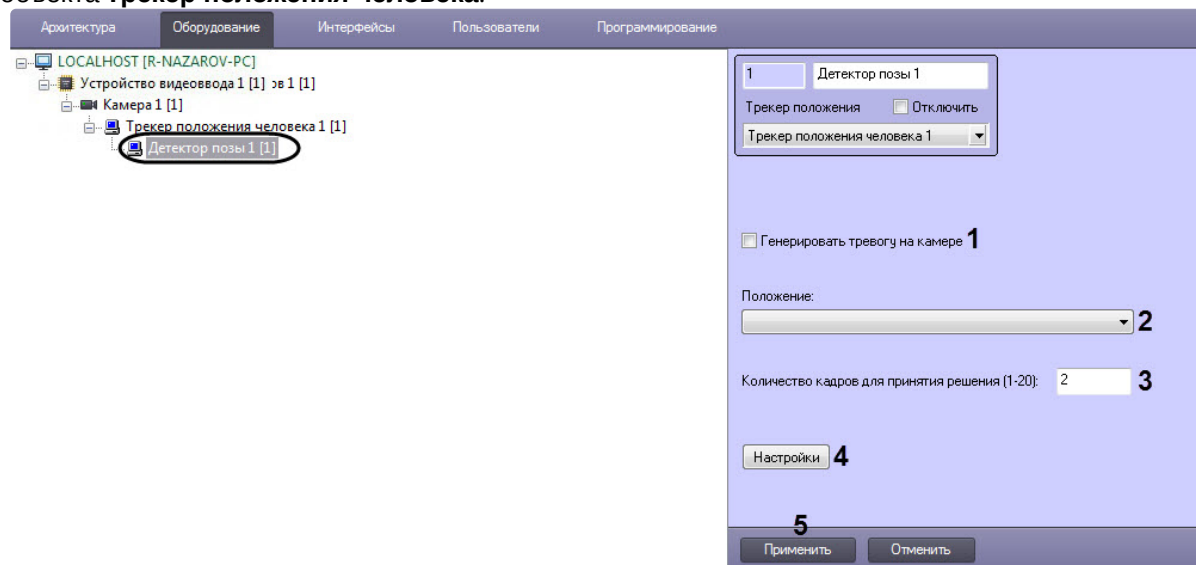 объекта Трекер положения человека.
Архитектура Оборудование Интерфейсы Пользователи Программирование
LOCALHOST [R-NAZAROV-PC]
Устройство видеоввода 1 [1] ов 1 [1]
Камера 1 [1]
Трекер положения человека 1 [1]
Детектор позы 1 [1]
1 Детектор позы 1
Трекер положения Отключить
Трекер положения человека 1
Генерировать тревогу на камере 1
Положение:
2
Количество кадров для принятия решения (1-20): 2 3
Настройки 4
5
Применить Отменить